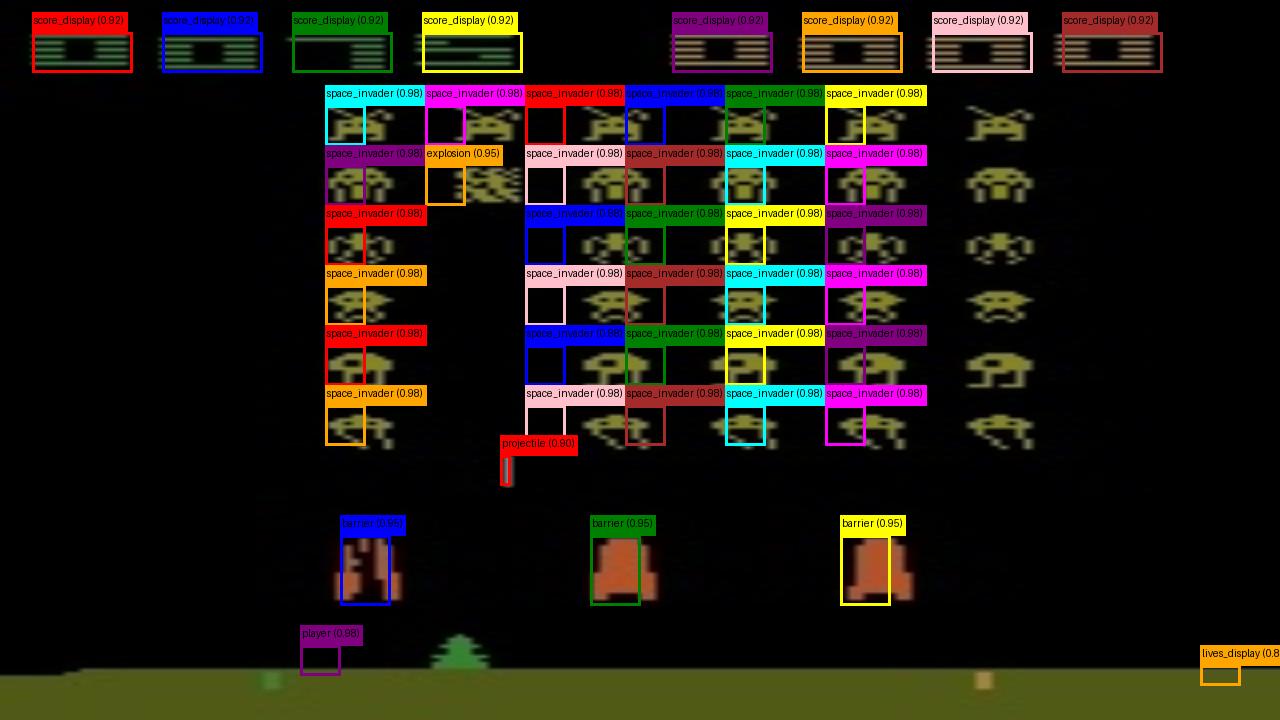 score_display (0.92) score_display (0.92) score_display (0.92) score_display (0.92) score_display (0.92) score_display (0.92) score_display (0.92) score_display (0.92)
space_invader (0.98) space_invader (0.98) space_invader (0.98) space_invader (0.98) space_invader (0.98) space_invader (0.98)
space_invader (0.98) explosion (0.95) space_invader (0.98) space_invader (0.98) space_invader (0.98) space_invader (0.98)
space_invader (0.98) space_invader (0.98) space_invader (0.98) space_invader (0.98) space_invader (0.98)
space_invader (0.98) space_invader (0.98) space_invader (0.98) space_invader (0.98) space_invader (0.98)
space_invader (0.98) space_invader (0.98) space_invader (0.98) space_invader (0.98) space_invader (0.98)
space_invader (0.98) space_invader (0.98) space_invader (0.98) space_invader (0.98) space_invader (0.98)
projectile (0.90)
barrier (0.95) barrier (0.95) barrier (0.95)
player (0.98)
lives_display (0.8